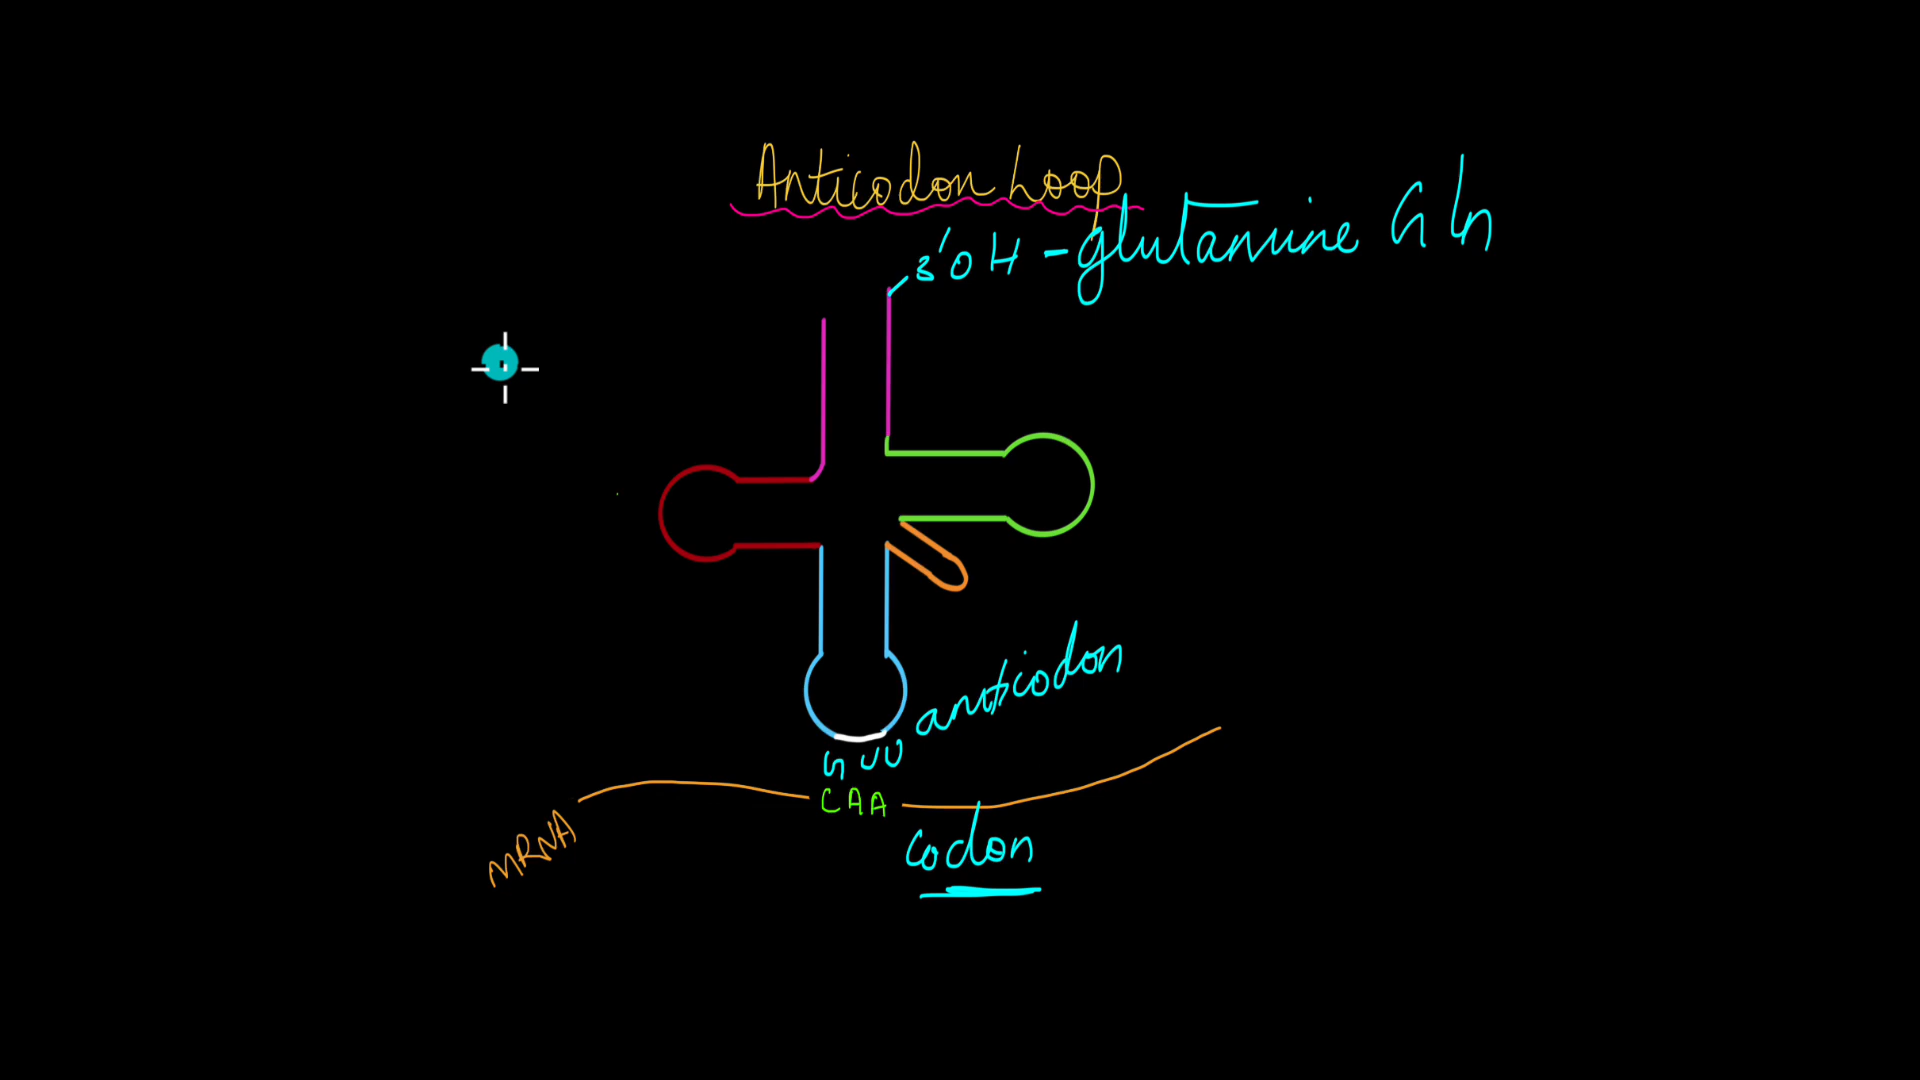 Anticodon Loop
3'OH - glutamine Gln
anticodon
GUU
CAA
mRNA
Codon